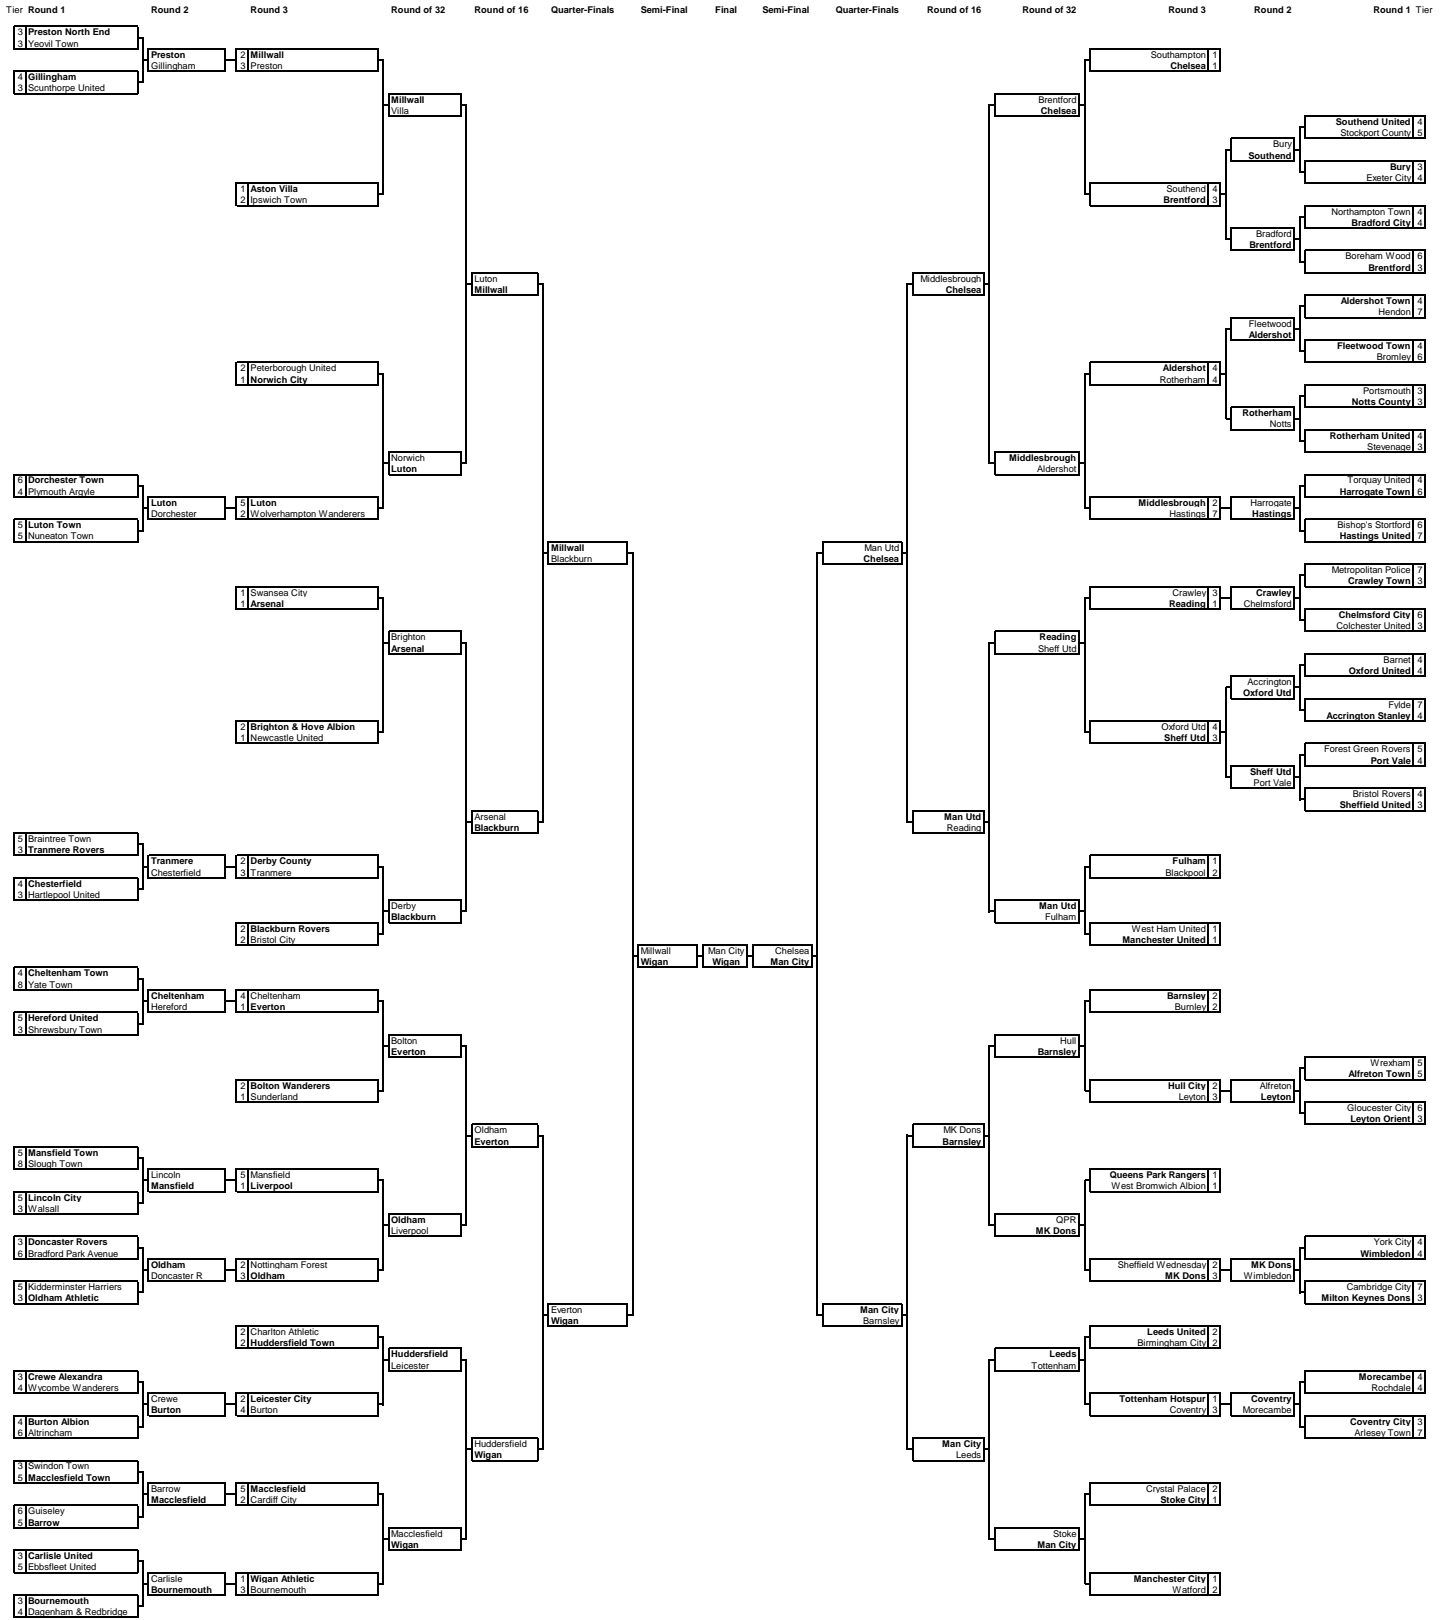 Tier Round 1 Round 2 Round 3 Round of 32 Round of 16 Quarter-Finals Semi-Final Final Semi-Final Quarter-Finals Round of 16 Round of 32 Round 3 Round 2 Round 1 Tier
3 Preston North End
3 Yeovil Town
4 Gillingham
3 Scunthorpe United
6 Dorchester Town
4 Plymouth Argyle
5 Luton Town
5 Nuneaton Town
5 Braintree Town
3 Tranmere Rovers
4 Chesterfield
3 Hartlepool United
4 Cheltenham Town
8 Yate Town
5 Hereford United
3 Shrewsbury Town
5 Mansfield Town
8 Slough Town
5 Lincoln City
3 Walsall
3 Doncaster Rovers
6 Bradford Park Avenue
5 Kidderminster Harriers
3 Oldham Athletic
3 Crewe Alexandra
4 Wycombe Wanderers
4 Burton Albion
6 Altrincham
3 Swindon Town
5 Macclesfield Town
6 Guiseley
5 Barrow
3 Carlisle United
5 Ebbsfleet United
3 Bournemouth
4 Dagenham & Redbridge
Preston
Gillingham
Luton
Dorchester
Tranmere
Chesterfield
Cheltenham
Hereford
Lincoln
Mansfield
Oldham
Doncaster R
Crewe
Burton
Barrow
Macclesfield
Carlisle
Bournemouth
2 Millwall
3 Preston
1 Aston Villa
2 Ipswich Town
2 Peterborough United
1 Norwich City
5 Luton
2 Wolverhampton Wanderers
1 Swansea City
1 Arsenal
2 Brighton & Hove Albion
1 Newcastle United
2 Derby County
3 Tranmere
2 Blackburn Rovers
2 Bristol City
4 Cheltenham
1 Everton
2 Bolton Wanderers
1 Sunderland
5 Mansfield
1 Liverpool
2 Nottingham Forest
3 Oldham
2 Charlton Athletic
2 Huddersfield Town
2 Leicester City
4 Burton
5 Macclesfield
2 Cardiff City
1 Wigan Athletic
3 Bournemouth
Millwall
Villa
Norwich
Luton
Brighton
Arsenal
Derby
Blackburn
Bolton
Everton
Oldham
Liverpool
Huddersfield
Leicester
Macclesfield
Wigan
Luton
Millwall
Arsenal
Blackburn
Oldham
Everton
Huddersfield
Wigan
Millwall
Blackburn
Everton
Wigan
Millwall
Wigan
Man City
Wigan
Chelsea
Man City
Man Utd
Chelsea
Man City
Barnsley
Middlesbrough
Chelsea
Man Utd
Reading
MK Dons
Barnsley
Man City
Leeds
Brentford
Chelsea
Middlesbrough
Aldershot
Reading
Sheff Utd
Man Utd
Fulham
Hull
Barnsley
QPR
MK Dons
Leeds
Tottenham
Stoke
Man City
Southampton 1
Chelsea 1
Southend 4
Brentford 3
Aldershot 4
Rotherham 4
Middlesbrough 2
Hastings 7
Crawley 3
Reading 1
Oxford Utd 4
Sheff Utd 3
Fulham 1
Blackpool 2
West Ham United 1
Manchester United 1
Barnsley 2
Burnley 2
Hull City 2
Leyton 3
Queens Park Rangers 1
West Bromwich Albion 1
Sheffield Wednesday 2
MK Dons 3
Leeds United 2
Birmingham City 2
Tottenham Hotspur 1
Coventry 3
Crystal Palace 2
Stoke City 1
Manchester City 1
Watford 2
Bury
Southend
Bradford
Brentford
Fleetwood
Aldershot
Rotherham
Notts
Harrogate
Hastings
Crawley
Chelmsford
Accrington
Oxford Utd
Sheff Utd
Port Vale
Alfreton
Leyton
MK Dons
Wimbledon
Coventry
Morecambe
Southend United 4
Stockport County 5
Bury 3
Exeter City 4
Northampton Town 4
Bradford City 4
Boreham Wood 6
Brentford 3
Aldershot Town 4
Hendon 7
Fleetwood Town 4
Bromley 6
Portsmouth 3
Notts County 3
Rotherham United 4
Stevenage 3
Torquay United 4
Harrogate Town 6
Bishop's Stortford 6
Hastings United 7
Metropolitan Police 7
Crawley Town 3
Chelmsford City 6
Colchester United 3
Barnet 4
Oxford United 4
Fylde 7
Accrington Stanley 4
Forest Green Rovers 5
Port Vale 4
Bristol Rovers 4
Sheffield United 3
Wrexham 5
Alfreton Town 5
Gloucester City 6
Leyton Orient 3
York City 4
Wimbledon 4
Cambridge City 7
Milton Keynes Dons 3
Morecambe 4
Rochdale 4
Coventry City 3
Arlesey Town 7